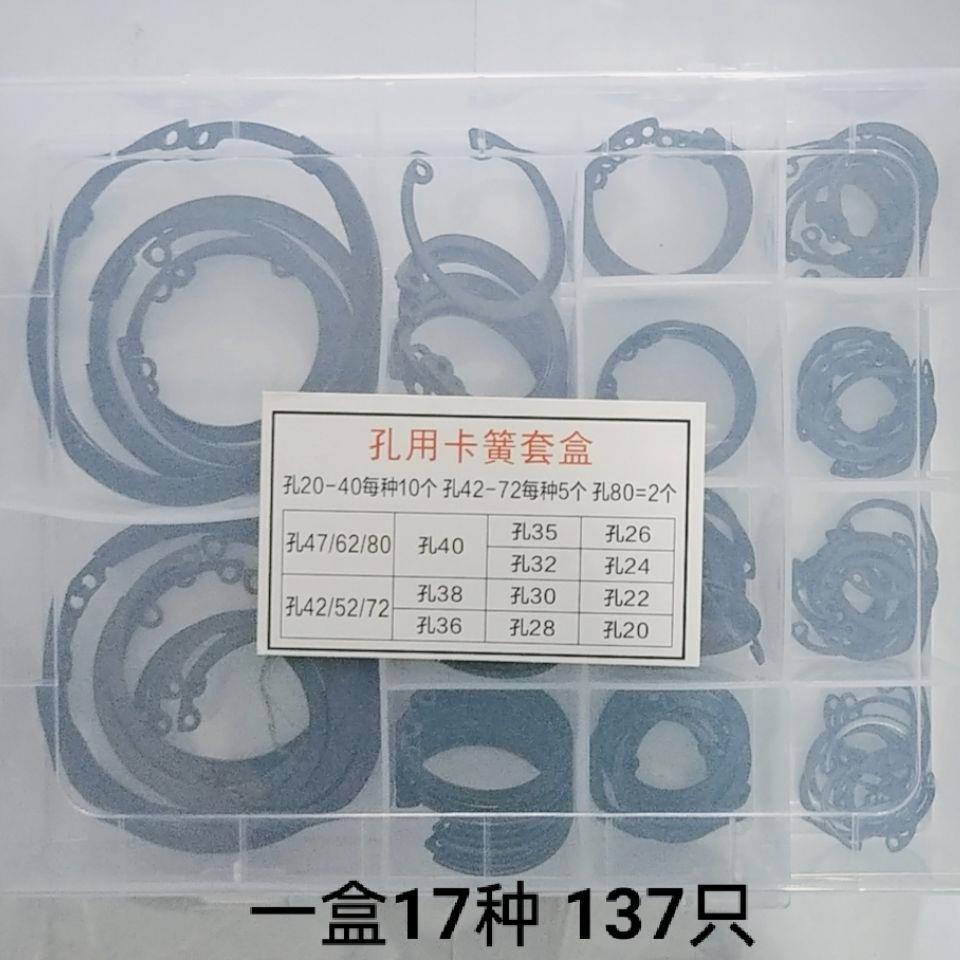 孔用卡簧套盒
孔20-40每种10个 孔42-72每种5个 孔80=2个
孔47/62/80 孔40 孔35 孔26
孔32 孔24
孔42/52/72 孔38 孔30 孔22
孔36 孔28 孔20
一盒17种 137只